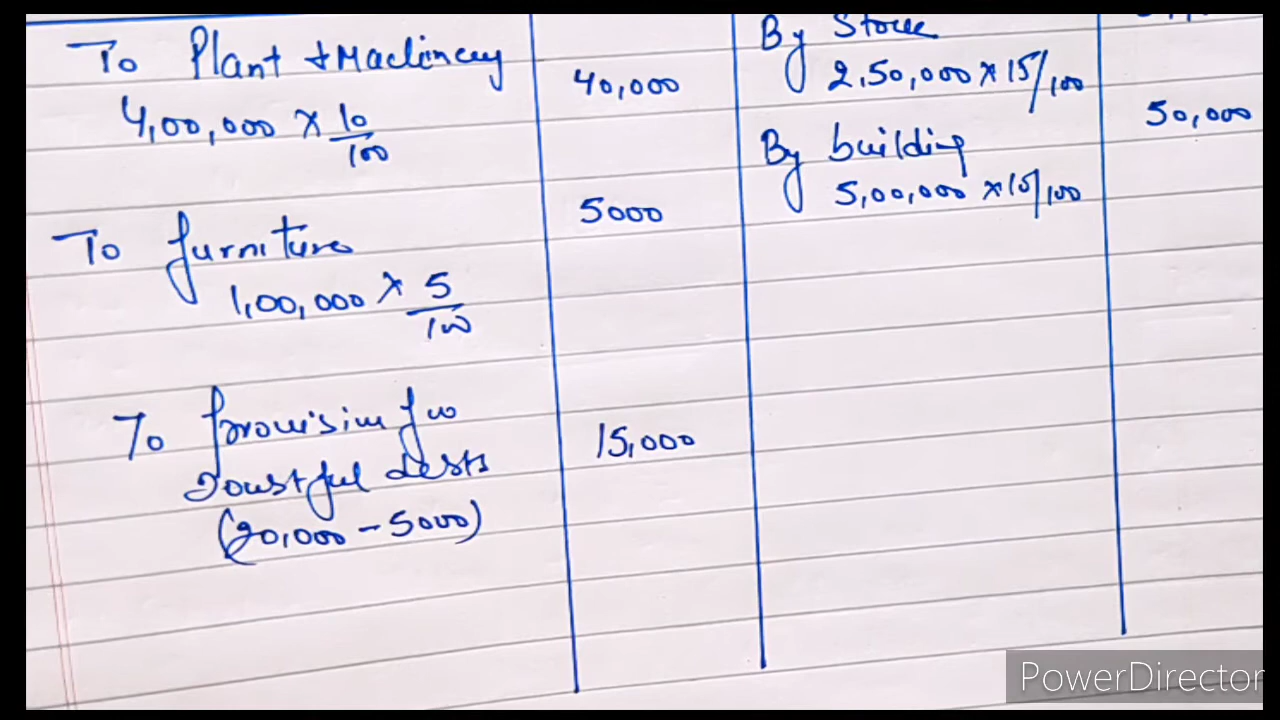 To Plant & Machinery 40,000
4,00,000 × 10/100
To furniture 5000
1,00,000 × 5/100
To provision for 15,000
Doubtful debts
(20,000 - 5000)
By Stock
2,50,000 × 15/100
By building 50,000
5,00,000 × 10/100
PowerDirector